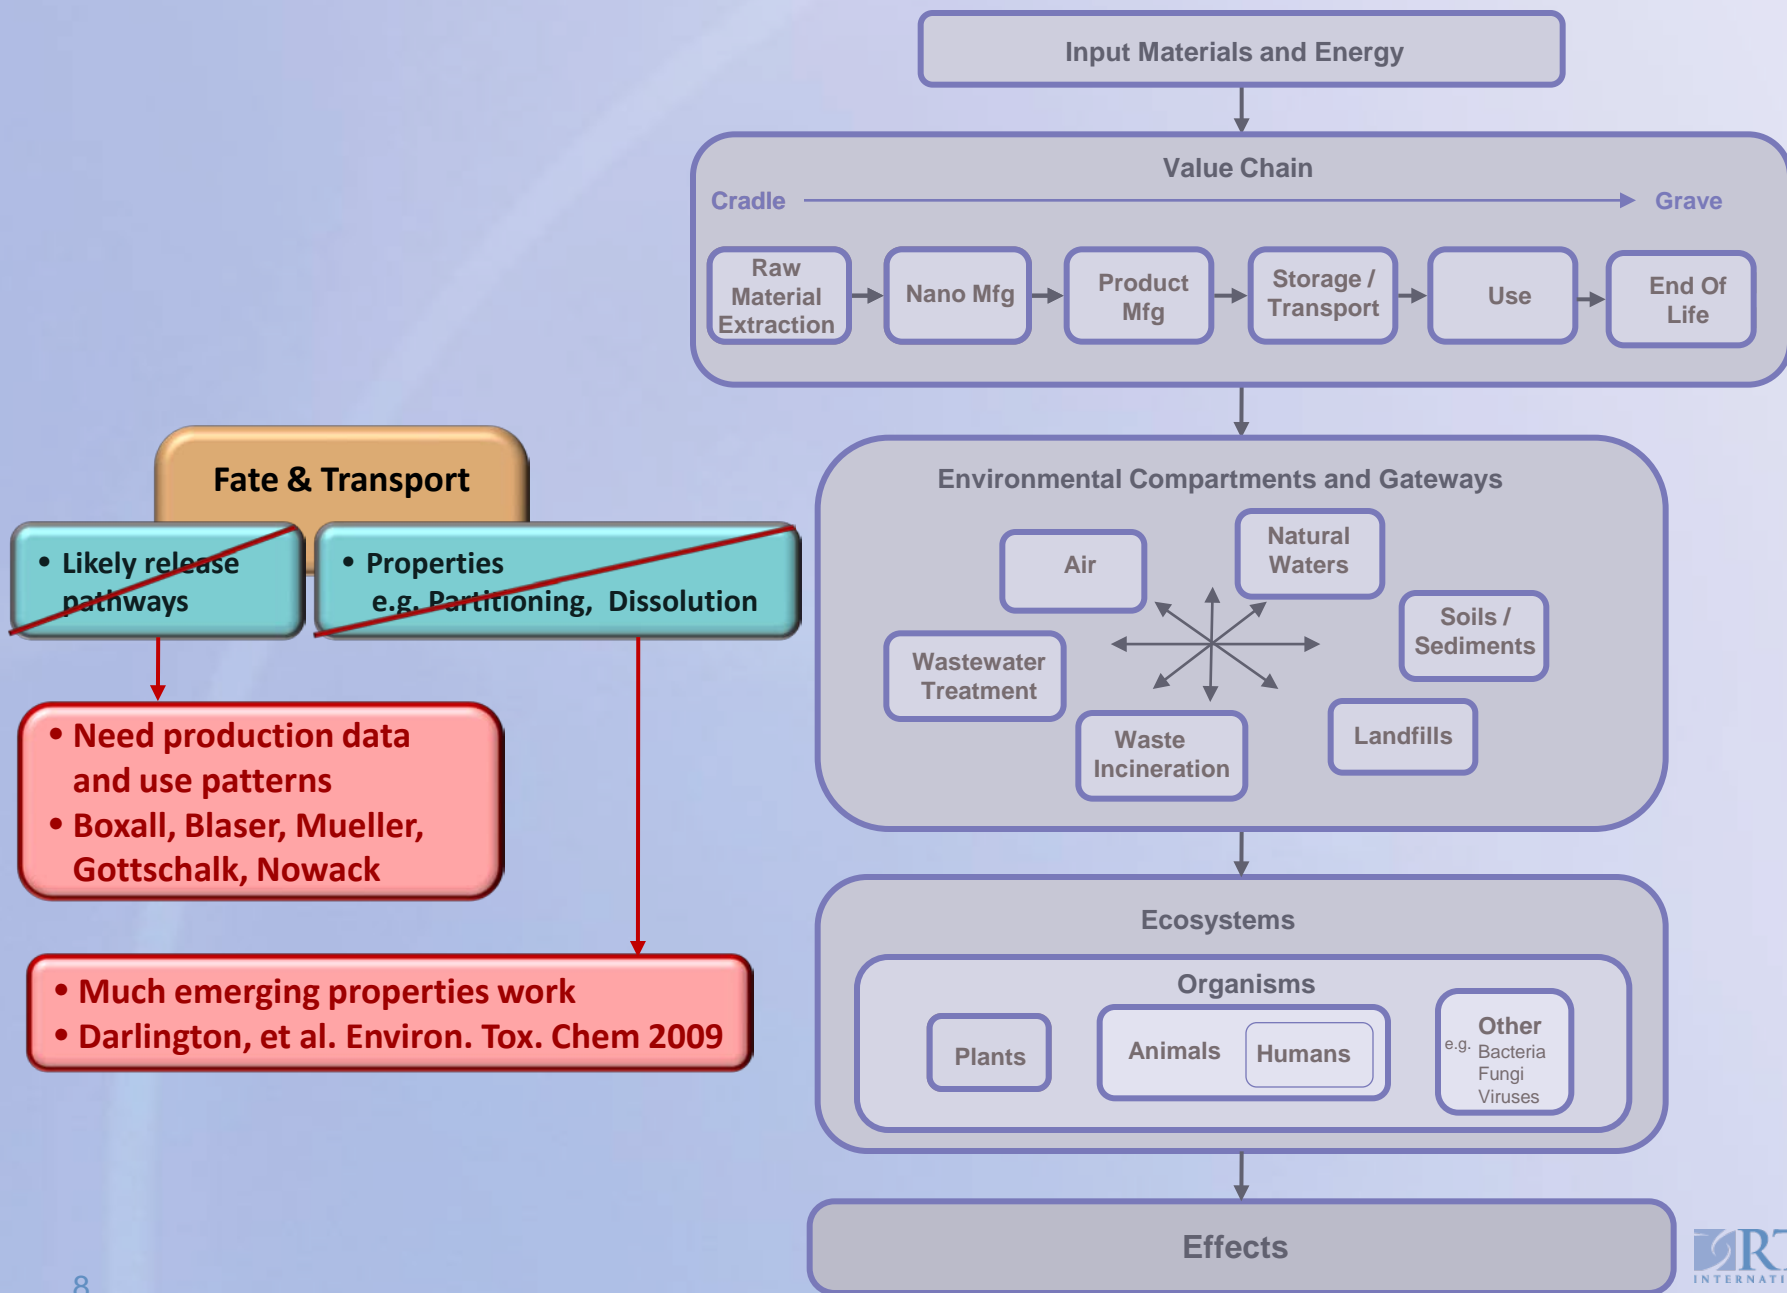 Input Materials and Energy
Value Chain
Cradle
Grave
Raw
Material
Extraction
Nano Mfg
Product
Mfg
Storage /
Transport
Use
End Of
Life
Fate & Transport
• Likely release
pathways
• Properties
e.g. Partitioning, Dissolution
• Need production data
and use patterns
• Boxall, Blaser, Mueller,
Gottschalk, Nowack
• Much emerging properties work
• Darlington, et al. Environ. Tox. Chem 2009
Environmental Compartments and Gateways
Air
Natural
Waters
Soils /
Sediments
Wastewater
Treatment
Waste
Incineration
Landfills
Ecosystems
Organisms
Plants
Animals
Humans
Other
e.g. Bacteria
Fungi
Viruses
Effects
8